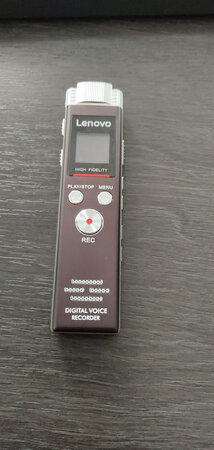 Lenovo
HIGH FIDELITY
PLAY/STOP MENU
REC
DIGITAL VOICE
RECORDER